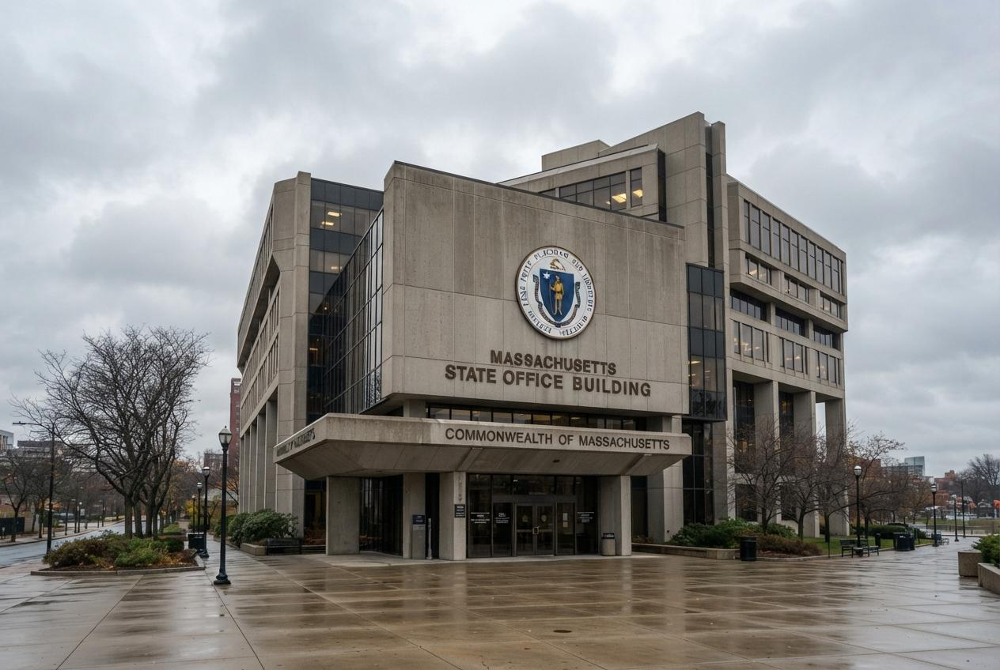 MASSACHUSETTS
STATE OFFICE BUILDING
COMMONWEALTH OF MASSACHUSETTS